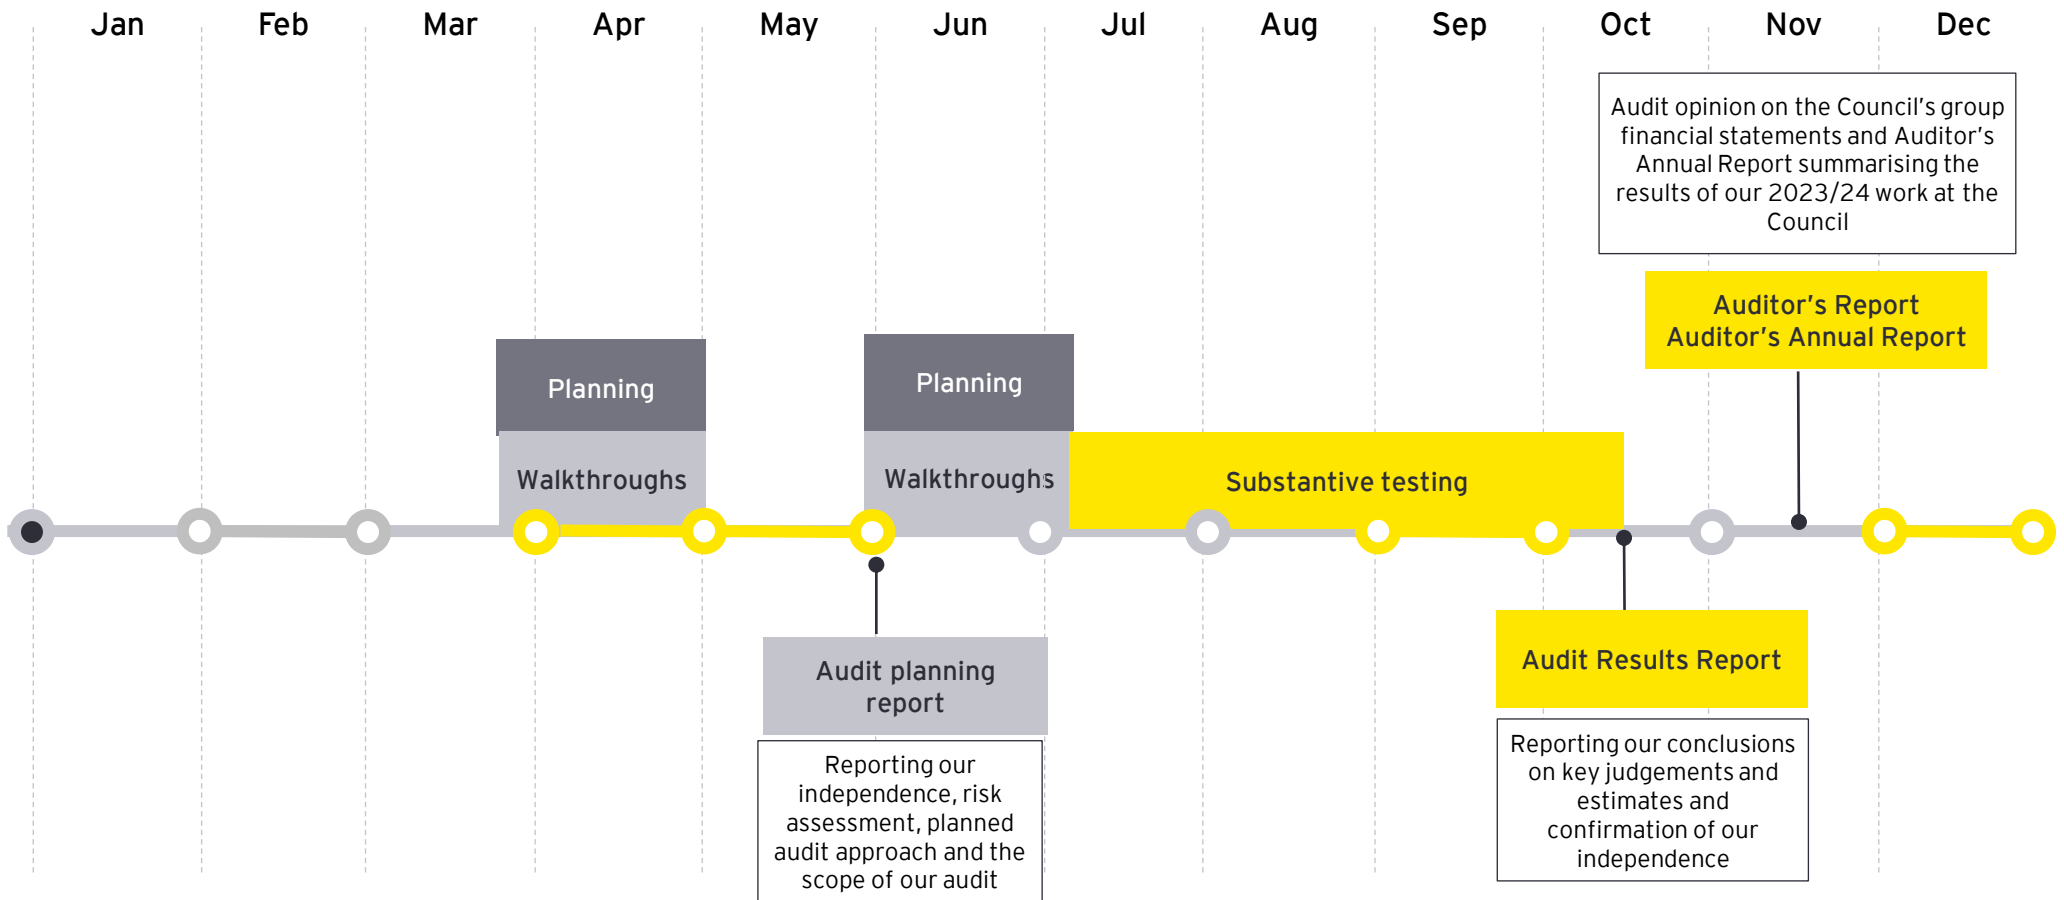 Jan Feb Mar Apr May Jun Jul Aug Sep Oct Nov Dec
Audit opinion on the Council's group
financial statements and Auditor's
Annual Report summarising the
results of our 2023/24 work at the
Council
Auditor's Report
Auditor's Annual Report
Planning
Planning
Walkthroughs
Walkthroughs
Substantive testing
Audit planning
report
Reporting our
independence, risk
assessment, planned
audit approach and the
scope of our audit
Audit Results Report
Reporting our conclusions
on key judgements and
estimates and
confirmation of our
independence